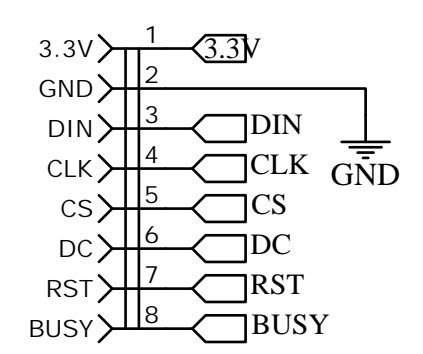 3.3V 1 3.3V
GND 2
DIN 3 DIN
CLK 4 CLK GND
CS 5 CS
DC 6 DC
RST 7 RST
BUSY 8 BUSY